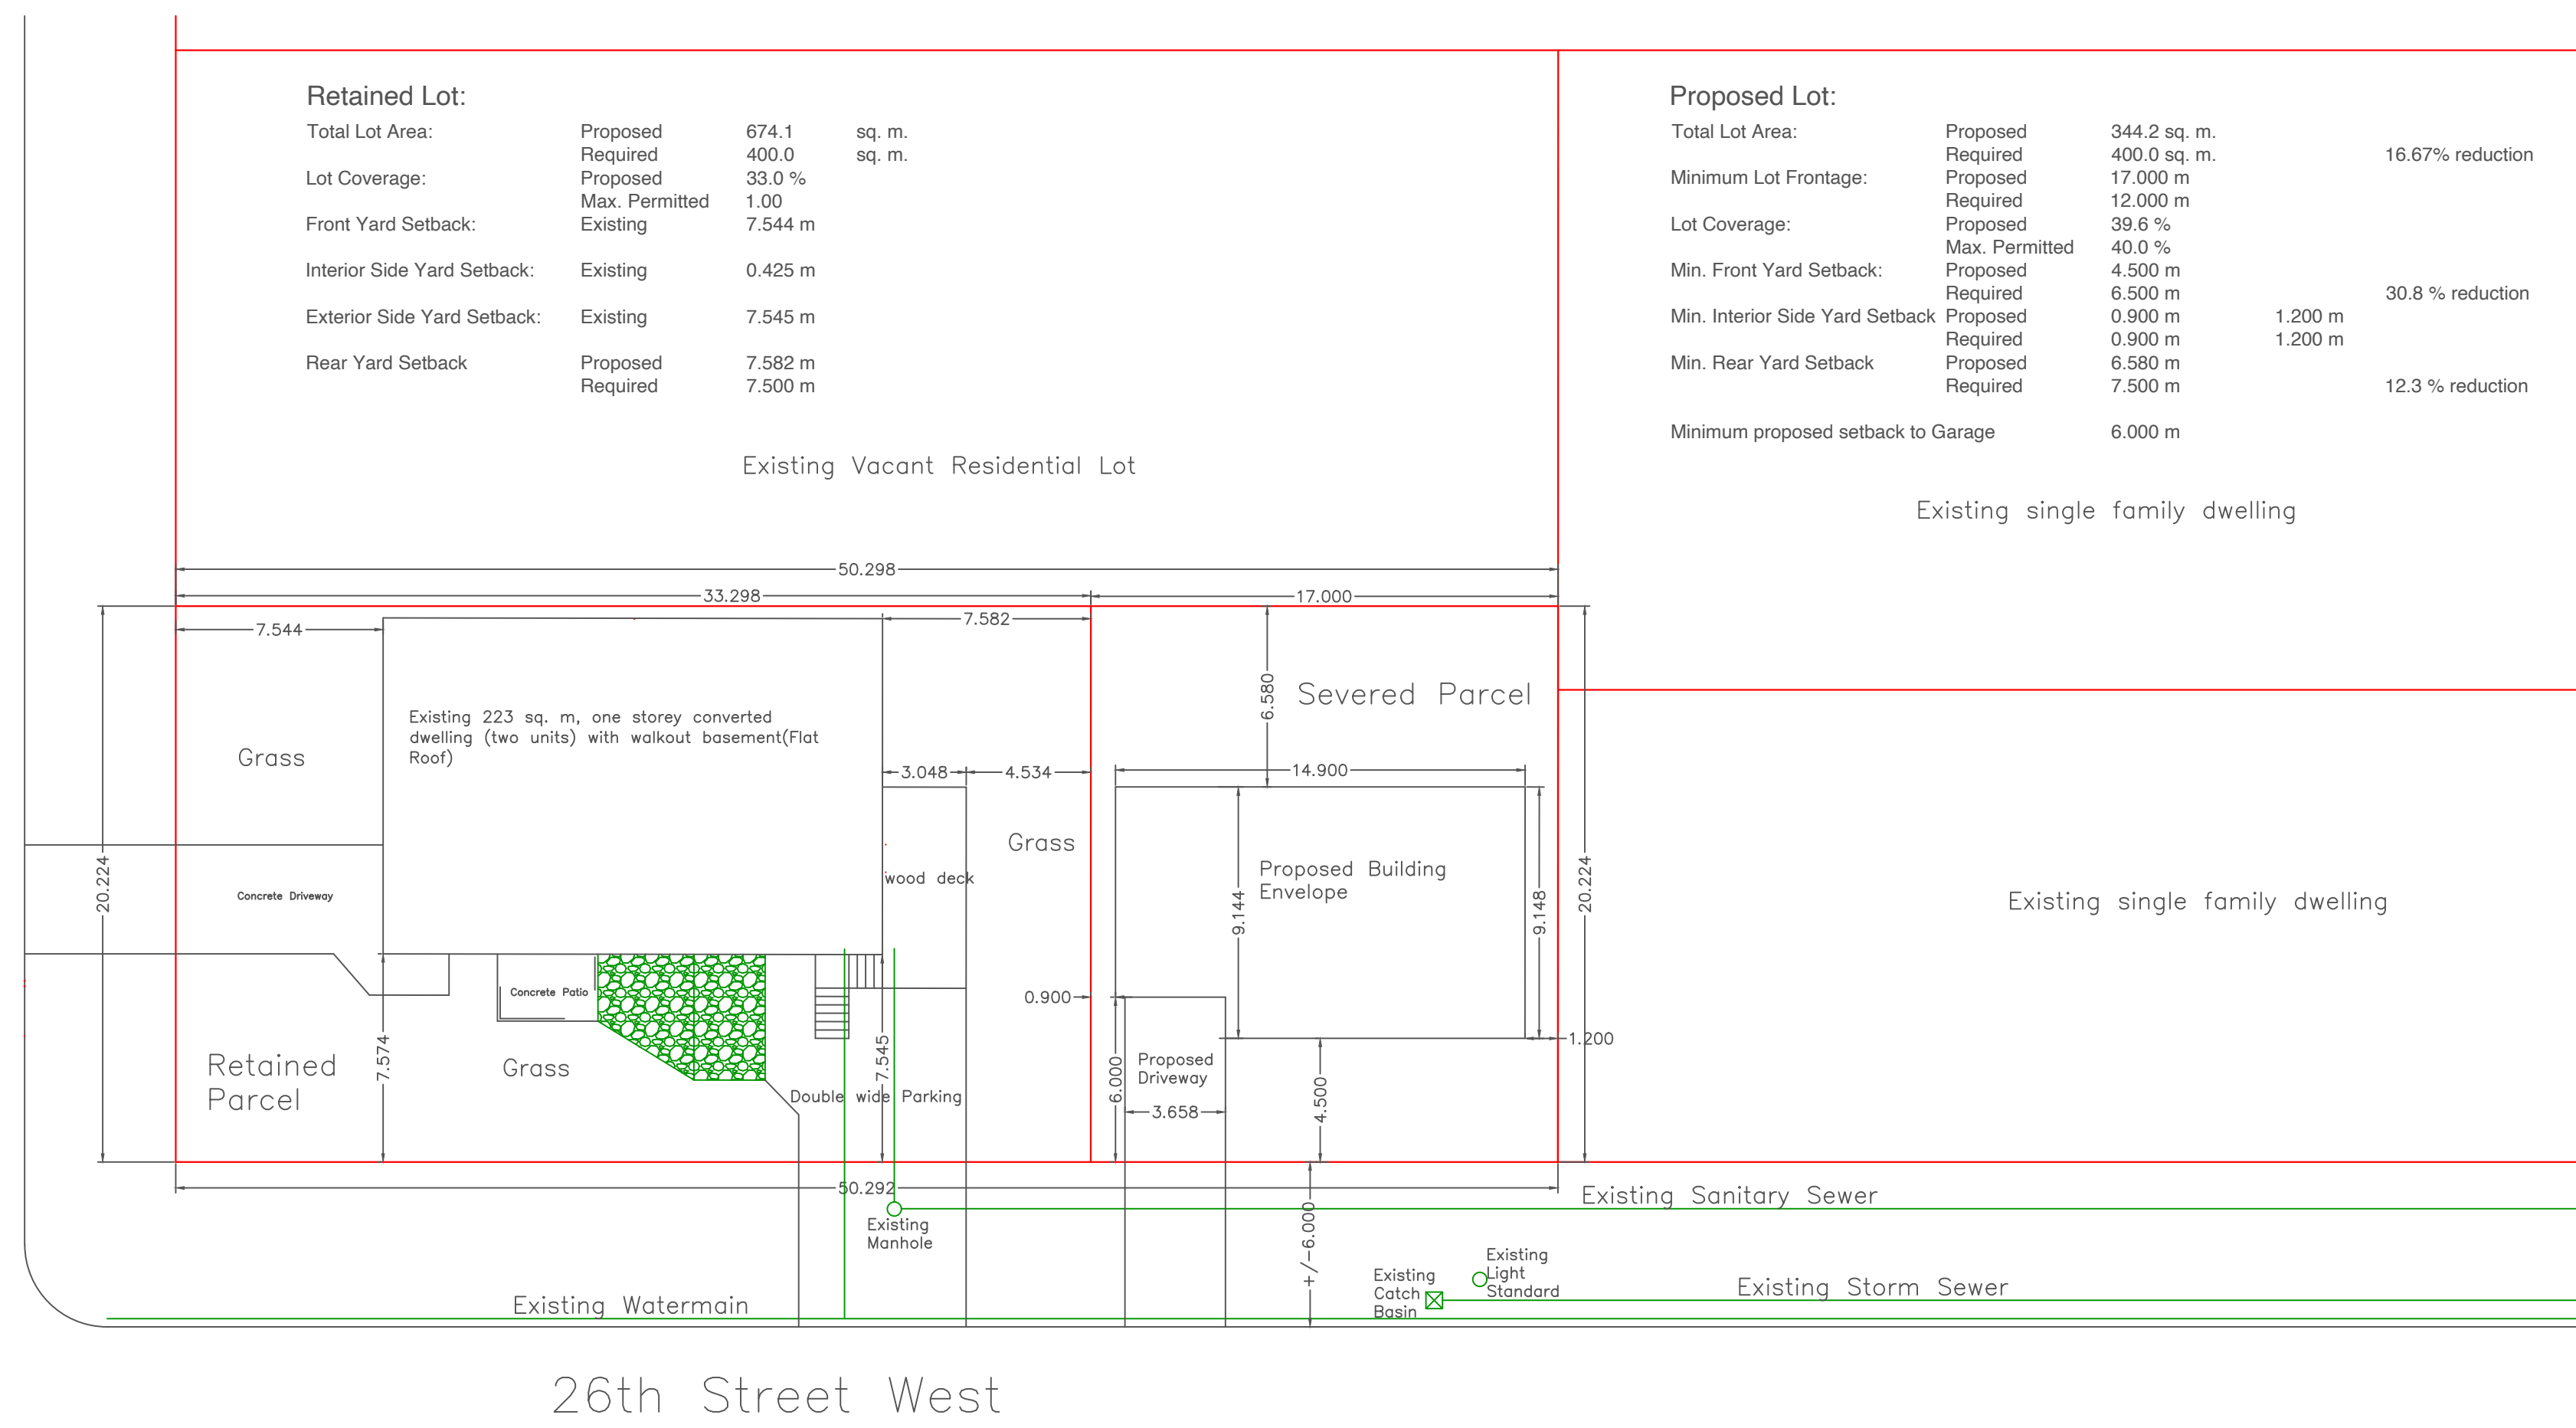 Retained Lot:
Total Lot Area: Proposed 674.1 sq. m.
Required 400.0 sq. m.
Lot Coverage: Proposed 33.0 %
Max. Permitted 1.00
Front Yard Setback: Existing 7.544 m
Interior Side Yard Setback: Existing 0.425 m
Exterior Side Yard Setback: Existing 7.545 m
Rear Yard Setback Proposed 7.582 m
Required 7.500 m
Existing Vacant Residential Lot
Proposed Lot:
Total Lot Area: Proposed 344.2 sq. m.
Required 400.0 sq. m. 16.67% reduction
Minimum Lot Frontage: Proposed 17.000 m
Required 12.000 m
Lot Coverage: Proposed 39.6 %
Max. Permitted 40.0 %
Min. Front Yard Setback: Proposed 4.500 m
Required 6.500 m 30.8 % reduction
Min. Interior Side Yard Setback Proposed 0.900 m 1.200 m
Required 0.900 m 1.200 m
Min. Rear Yard Setback Proposed 6.580 m
Required 7.500 m 12.3 % reduction
Minimum proposed setback to Garage 6.000 m
Existing single family dwelling
50.298
33.298
17.000
7.544
7.582
6.580
Severed Parcel
Existing 223 sq. m, one storey converted
dwelling (two units) with walkout basement(Flat
Roof)
Grass
3.048
4.534
14.900
Grass
20.224
Concrete Driveway
wood deck
Proposed Building
Envelope
9.144
9.148
20.224
Existing single family dwelling
Concrete Patio
0.900
1.200
Retained
Parcel
7.574
Grass
7.545
Double wide Parking
6.000
Proposed
Driveway
3.658
4.500
50.292
Existing Sanitary Sewer
Existing
Manhole
+/-6.000
Existing
Light
Standard
Existing
Catch
Basin
Existing Storm Sewer
Existing Watermain
26th Street West